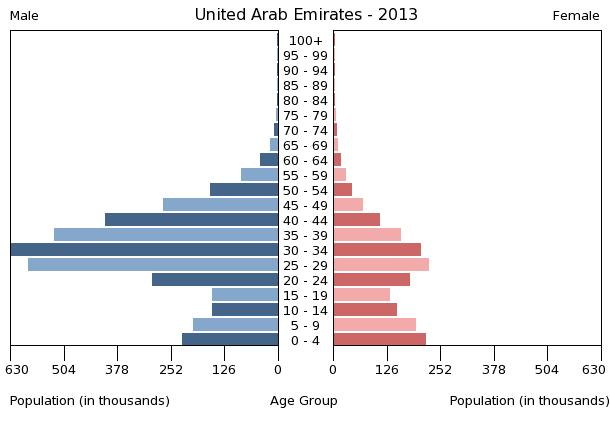 Male United Arab Emirates - 2013 Female
100+
95 - 99
90 - 94
85 - 89
80 - 84
75 - 79
70 - 74
65 - 69
60 - 64
55 - 59
50 - 54
45 - 49
40 - 44
35 - 39
30 - 34
25 - 29
20 - 24
15 - 19
10 - 14
5 - 9
0 - 4
630 504 378 252 126 0 0 126 252 378 504 630
Population (in thousands) Age Group Population (in thousands)